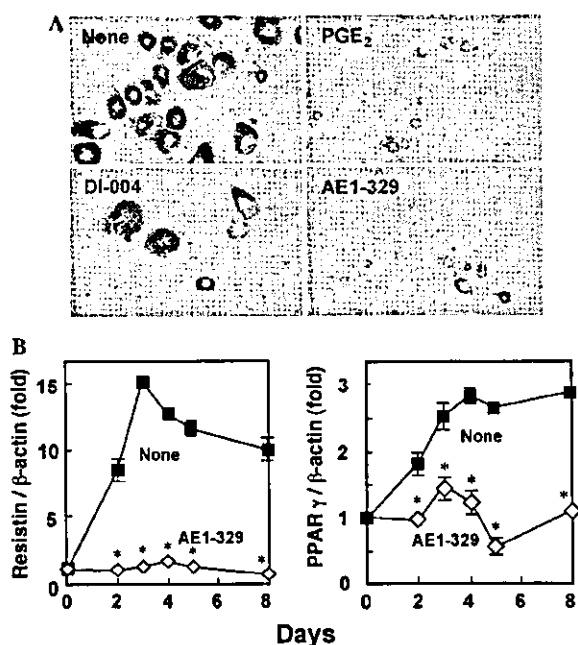 A
None
PGE₂
DI-004
AE1-329
B
Resistin / β-actin (fold)
15
10
5
0
None
AE1-329
* * * * *
0 2 4 6 8
PPAR γ / β-actin (fold)
3
2
1
0
None
AE1-329
* * * * *
0 2 4 6 8
Days